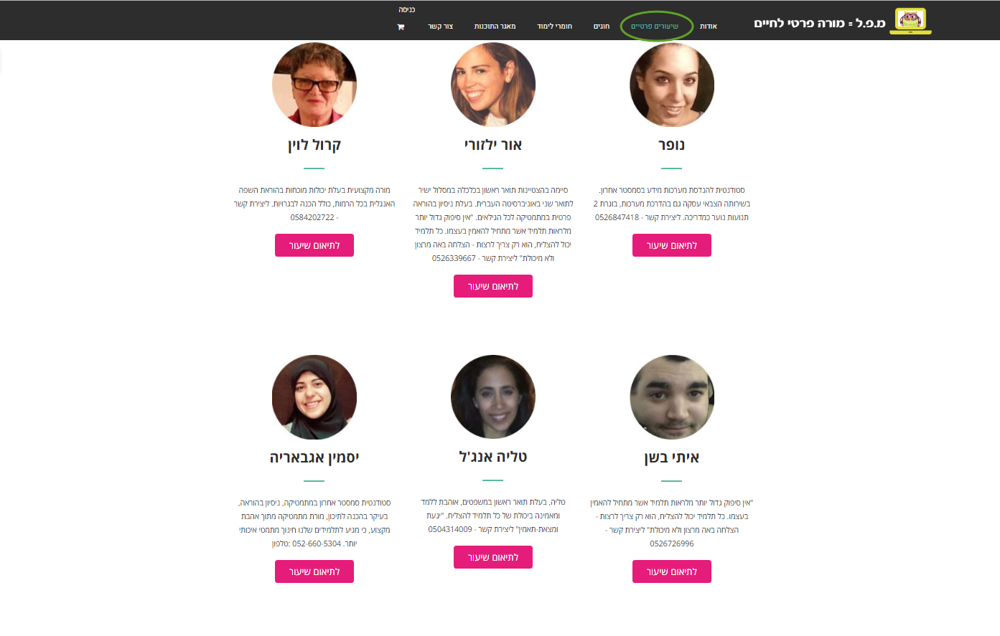 כניסה
מ.פ.ל = מורה פרטי לחיים
אודות
שיעורים פרטיים
חוגים
חומרי לימוד
מאגר התוכנות
צור קשר
נופר
סטודנטית להנדסת מערכות מידע בסמסטר אחרון.
בשירותה הצבאי עסקה גם בהדרכת מערכות, בוגרת 2
תנועות נוער כמדריכה. ליצירת קשר - 0526847418
לתיאום שיעור
אור ילזורי
סיימה בהצטיינות תואר ראשון בכלכלה במסלול ישיר
לתואר שני באוניברסיטה העברית. בעלת ניסיון בהוראה
פרטית במתמטיקה לכל הגילאים. "אין סיפוק גדול יותר
מלראות תלמיד אשר מתחיל להאמין בעצמו. כל תלמיד
יכול להצליח, הוא רק צריך לרצות - הצלחה באה מרצון
ולא מיכולת" ליצירת קשר - 0526339667
לתיאום שיעור
קרול לוין
מורה מקצועית בעלת יכולות מוכחות בהוראת השפה
האנגלית בכל הרמות, כולל הכנה לבגרויות. ליצירת קשר
- 0584202722
לתיאום שיעור
איתי בשן
"אין סיפוק גדול יותר מלראות תלמיד אשר מתחיל להאמין
בעצמו. כל תלמיד יכול להצליח, הוא רק צריך לרצות -
הצלחה באה מרצון ולא מיכולת" ליצירת קשר -
0526726996
לתיאום שיעור
טליה אנג'ל
טליה, בעלת תואר ראשון במשפטים, אוהבת ללמד
ומאמינה ביכולת של כל תלמיד להצליח. "יגעת
ומצאת-תאמין" ליצירת קשר - 0504314009
לתיאום שיעור
יסמין אגבאריה
סטודנטית סמסטר אחרון במתמטיקה, ניסיון בהוראה,
בעיקר בהכנה לתיכון, מורת מתמטיקה מתוך אהבת
מקצוע, כי מגיע לתלמידים שלנו חינוך מתמטי איכותי
יותר. 052-660-5304 :טלפון
לתיאום שיעור